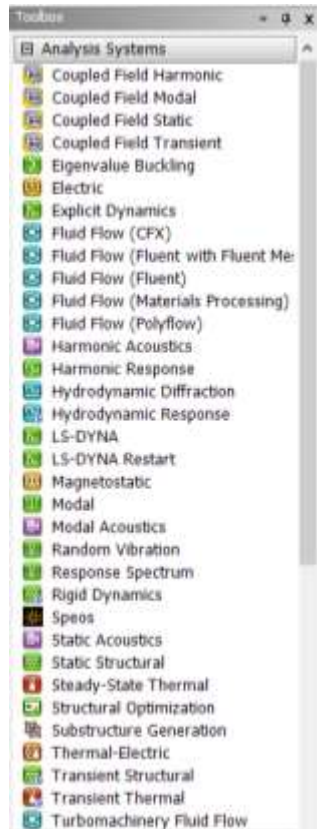 Toolbox
Analysis Systems
Coupled Field Harmonic
Coupled Field Modal
Coupled Field Static
Coupled Field Transient
Eigenvalue Buckling
Electric
Explicit Dynamics
Fluid Flow (CFX)
Fluid Flow (Fluent with Fluent Me:
Fluid Flow (Fluent)
Fluid Flow (Materials Processing)
Fluid Flow (Polyflow)
Harmonic Acoustics
Harmonic Response
Hydrodynamic Diffraction
Hydrodynamic Response
LS-DYNA
LS-DYNA Restart
Magnetostatic
Modal
Modal Acoustics
Random Vibration
Response Spectrum
Rigid Dynamics
Speos
Static Acoustics
Static Structural
Steady-State Thermal
Structural Optimization
Substructure Generation
Thermal-Electric
Transient Structural
Transient Thermal
Turbomachinery Fluid Flow